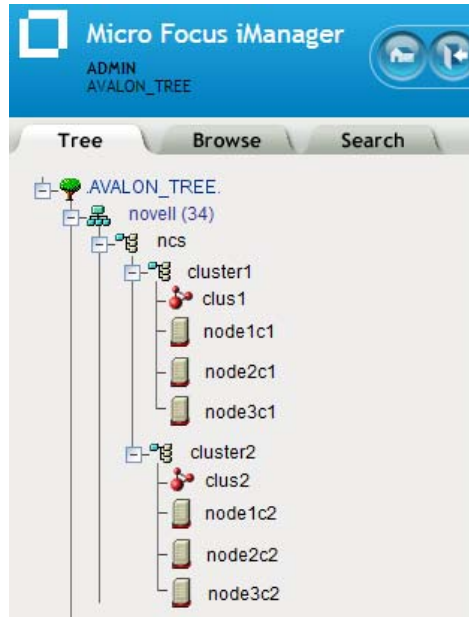 Micro Focus iManager
ADMIN
AVALON_TREE
Tree Browse Search
.AVALON_TREE.
novell (34)
ncs
cluster1
clus1
node1c1
node2c1
node3c1
cluster2
clus2
node1c2
node2c2
node3c2